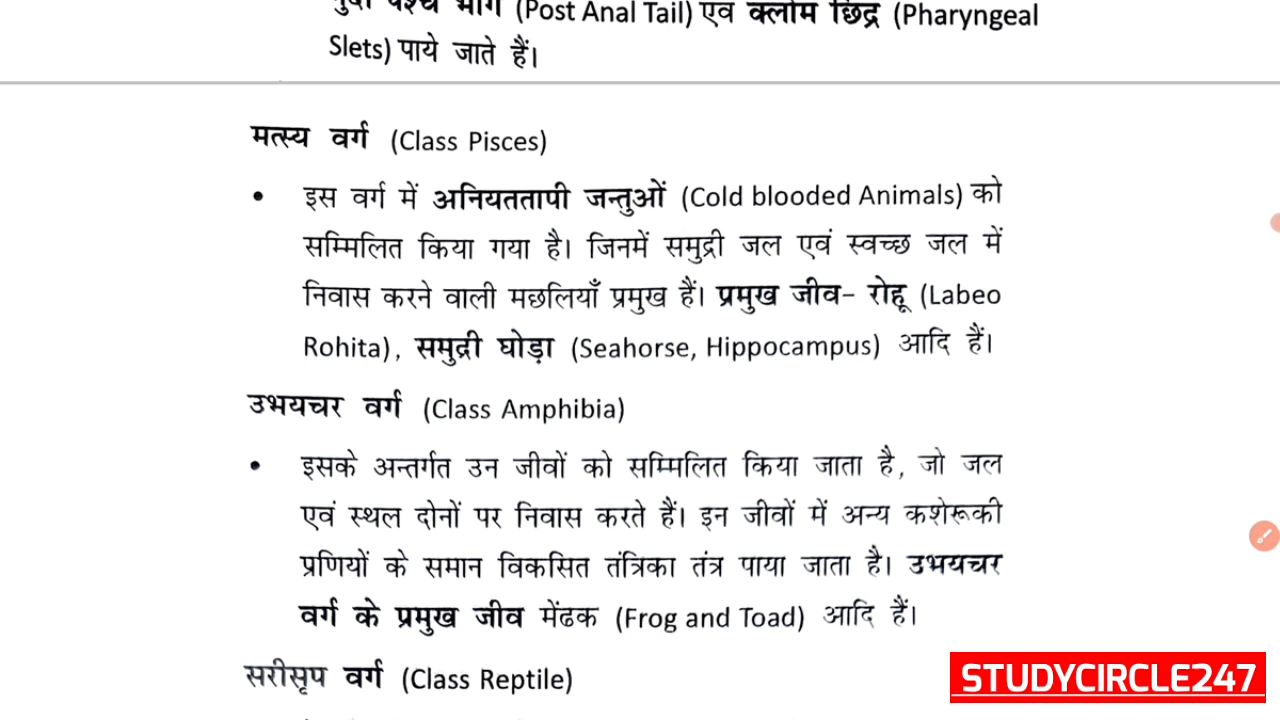 पश्च भाग (Post Anal Tail) एवं क्लोम छिद्र (Pharyngeal
Slets) पाये जाते हैं।
मत्स्य वर्ग (Class Pisces)
• इस वर्ग में अनियततापी जन्तुओं (Cold blooded Animals) को
सम्मिलित किया गया है। जिनमें समुद्री जल एवं स्वच्छ जल में
निवास करने वाली मछलियाँ प्रमुख हैं। प्रमुख जीव- रोहू (Labeo
Rohita), समुद्री घोड़ा (Seahorse, Hippocampus) आदि हैं।
उभयचर वर्ग (Class Amphibia)
• इसके अन्तर्गत उन जीवों को सम्मिलित किया जाता है, जो जल
एवं स्थल दोनों पर निवास करते हैं। इन जीवों में अन्य कशेरूकी
प्रणियों के समान विकसित तंत्रिका तंत्र पाया जाता है। उभयचर
वर्ग के प्रमुख जीव मेंढक (Frog and Toad) आदि हैं।
सरीसृप वर्ग (Class Reptile)
STUDYCIRCLE247